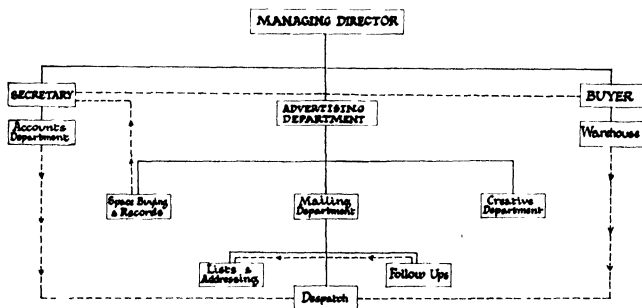 MANAGING DIRECTOR
SECRETARY
BUYER
ADVERTISING
DEPARTMENT
Accounts
Department
Warehouse
Space Buying
& Records
Mailing
Department
Creative
Department
Lists &
Addressing
Follow Ups
Despatch